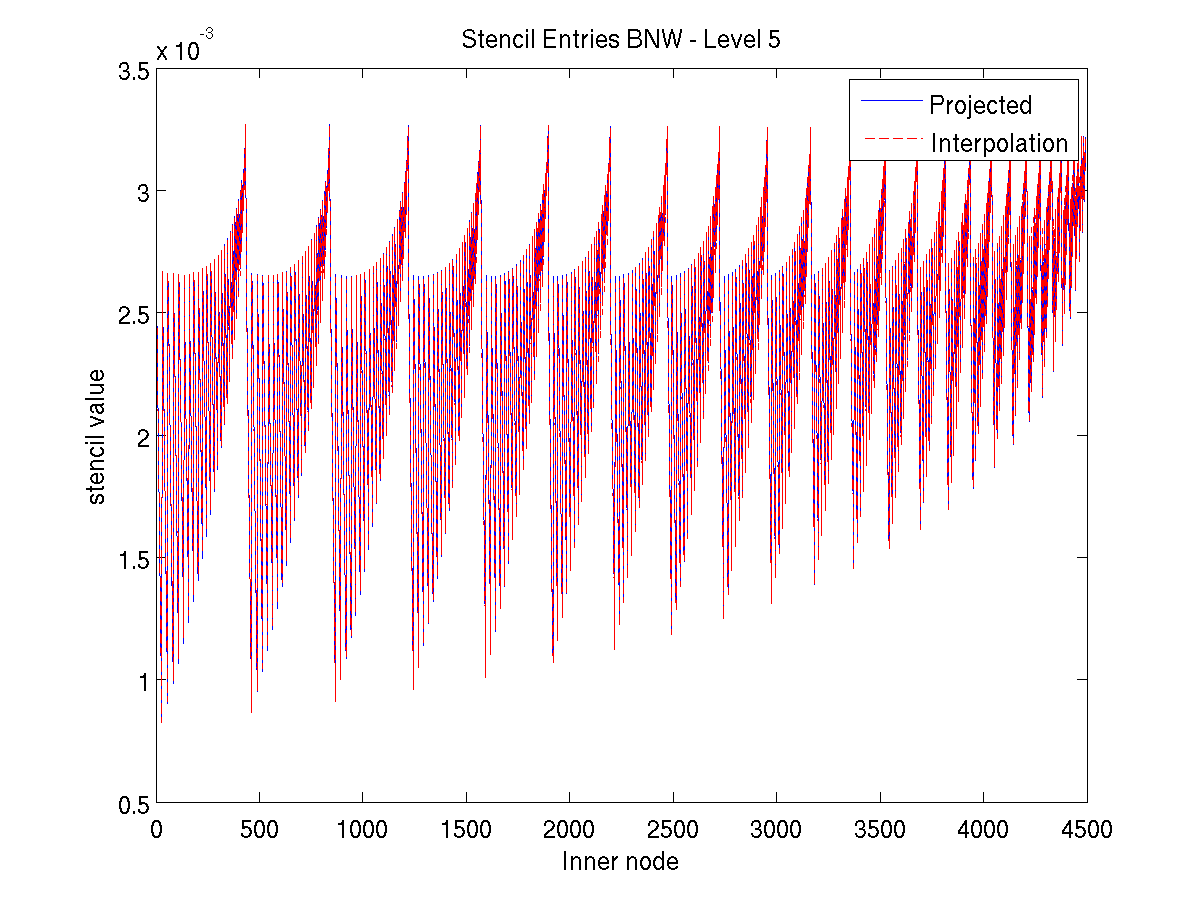 Stencil Entries BNW - Level 5
x 10^-3
3.5
3
2.5
2
1.5
1
0.5
stencil value
0 500 1000 1500 2000 2500 3000 3500 4000 4500
Inner node
Projected
Interpolation